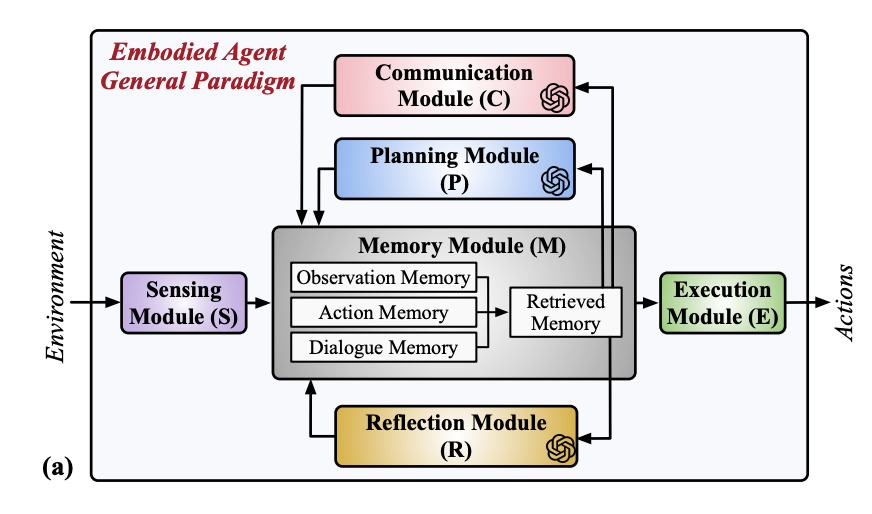 Embodied Agent
General Paradigm
Communication
Module (C)
Planning Module
(P)
Memory Module (M)
Observation Memory
Action Memory
Dialogue Memory
Retrieved
Memory
Environment
Sensing
Module (S)
Execution
Module (E)
Actions
Reflection Module
(R)
(a)